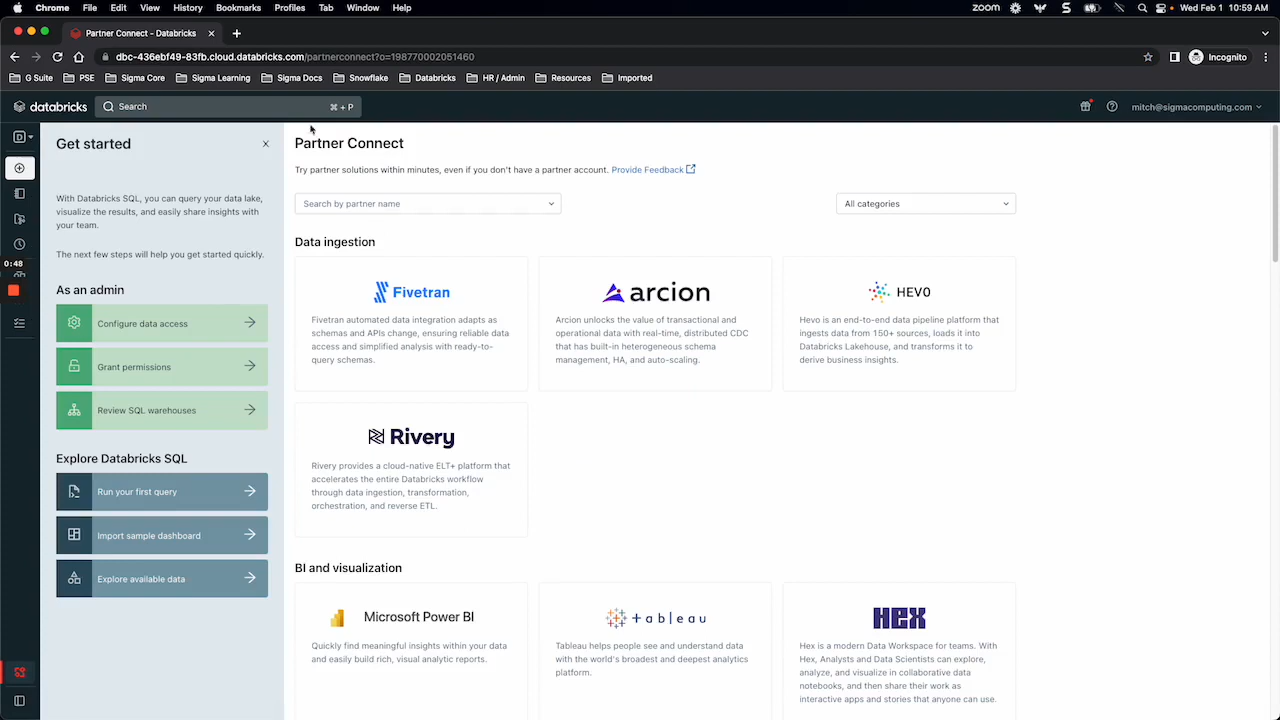 Chrome File Edit View History Bookmarks Profiles Tab Window Help zoom Wed Feb 1 10:59 AM
Partner Connect - Databricks
dbc-436ebf49-83fb.cloud.databricks.com/partnerconnect?o=198770002051460 Incognito
G Suite PSE Sigma Core Sigma Learning Sigma Docs Snowflake Databricks HR / Admin Resources Imported
databricks Search ⌘ + P mitch@sigmacomputing.com
D
Get started
With Databricks SQL, you can query your data lake,
visualize the results, and easily share insights with
your team.
The next few steps will help you get started quickly.
0:48
As an admin
Configure data access
Grant permissions
Review SQL warehouses
Explore Databricks SQL
Run your first query
Import sample dashboard
Explore available data
Partner Connect
Try partner solutions within minutes, even if you don't have a partner account. Provide Feedback
Search by partner name
All categories
Data ingestion
Fivetran
Fivetran automated data integration adapts as
schemas and APIs change, ensuring reliable data
access and simplified analysis with ready-to-
query schemas.
arcion
Arcion unlocks the value of transactional and
operational data with real-time, distributed CDC
that has built-in heterogeneous schema
management, HA, and auto-scaling.
HEVO
Hevo is an end-to-end data pipeline platform that
ingests data from 150+ sources, loads it into
Databricks Lakehouse, and transforms it to
derive business insights.
Rivery
Rivery provides a cloud-native ELT+ platform that
accelerates the entire Databricks workflow
through data ingestion, transformation,
orchestration, and reverse ETL.
BI and visualization
Microsoft Power BI
Quickly find meaningful insights within your data
and easily build rich, visual analytic reports.
+ableau
Tableau helps people see and understand data
with the world's broadest and deepest analytics
platform.
HEX
Hex is a modern Data Workspace for teams. With
Hex, Analysts and Data Scientists can explore,
analyze, and visualize in collaborative data
notebooks, and then share their work as
interactive apps and stories that anyone can use.